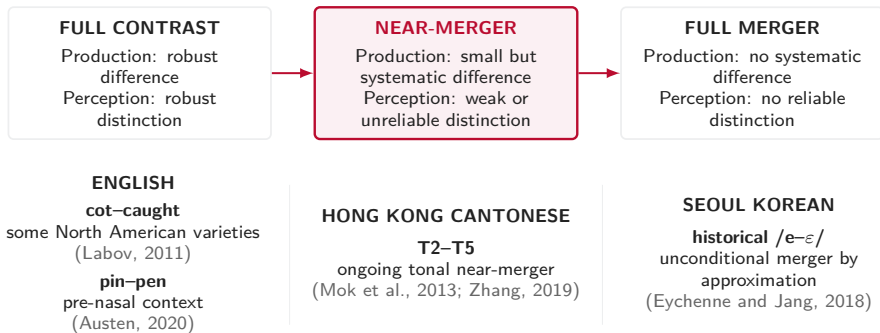 FULL CONTRAST
Production: robust
difference
Perception: robust
distinction
NEAR-MERGER
Production: small but
systematic difference
Perception: weak or
unreliable distinction
FULL MERGER
Production: no systematic
difference
Perception: no reliable
distinction
ENGLISH
cot–caught
some North American varieties
(Labov, 2011)
pin–pen
pre-nasal context
(Austen, 2020)
HONG KONG CANTONESE
T2–T5
ongoing tonal near-merger
(Mok et al., 2013; Zhang, 2019)
SEOUL KOREAN
historical /e–ε/
unconditional merger by
approximation
(Eychenne and Jang, 2018)